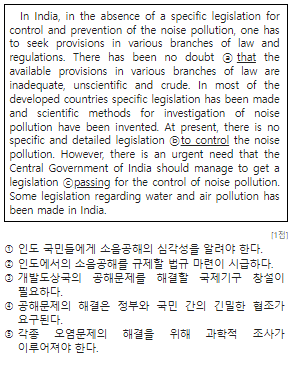 In India, in the absence of a specific legislation for
control and prevention of the noise pollution, one has
to seek provisions in various branches of law and
regulations. There has been no doubt ⓐ that the
available provisions in various branches of law are
inadequate, unscientific and crude. In most of the
developed countries specific legislation has been made
and scientific methods for investigation of noise
pollution have been invented. At present, there is no
specific and detailed legislation ⓑto control the noise
pollution. However, there is an urgent need that the
Central Government of India should manage to get a
legislation ⓒpassing for the control of noise pollution.
Some legislation regarding water and air pollution has
been made in India.
[1점]
① 인도 국민들에게 소음공해의 심각성을 알려야 한다.
② 인도에서의 소음공해를 규제할 법규 마련이 시급하다.
③ 개발도상국의 공해문제를 해결할 국제기구 창설이
필요하다.
④ 공해문제의 해결은 정부와 국민 간의 긴밀한 협조가
요구된다.
⑤ 각종 오염문제의 해결을 위해 과학적 조사가
이루어져야 한다.